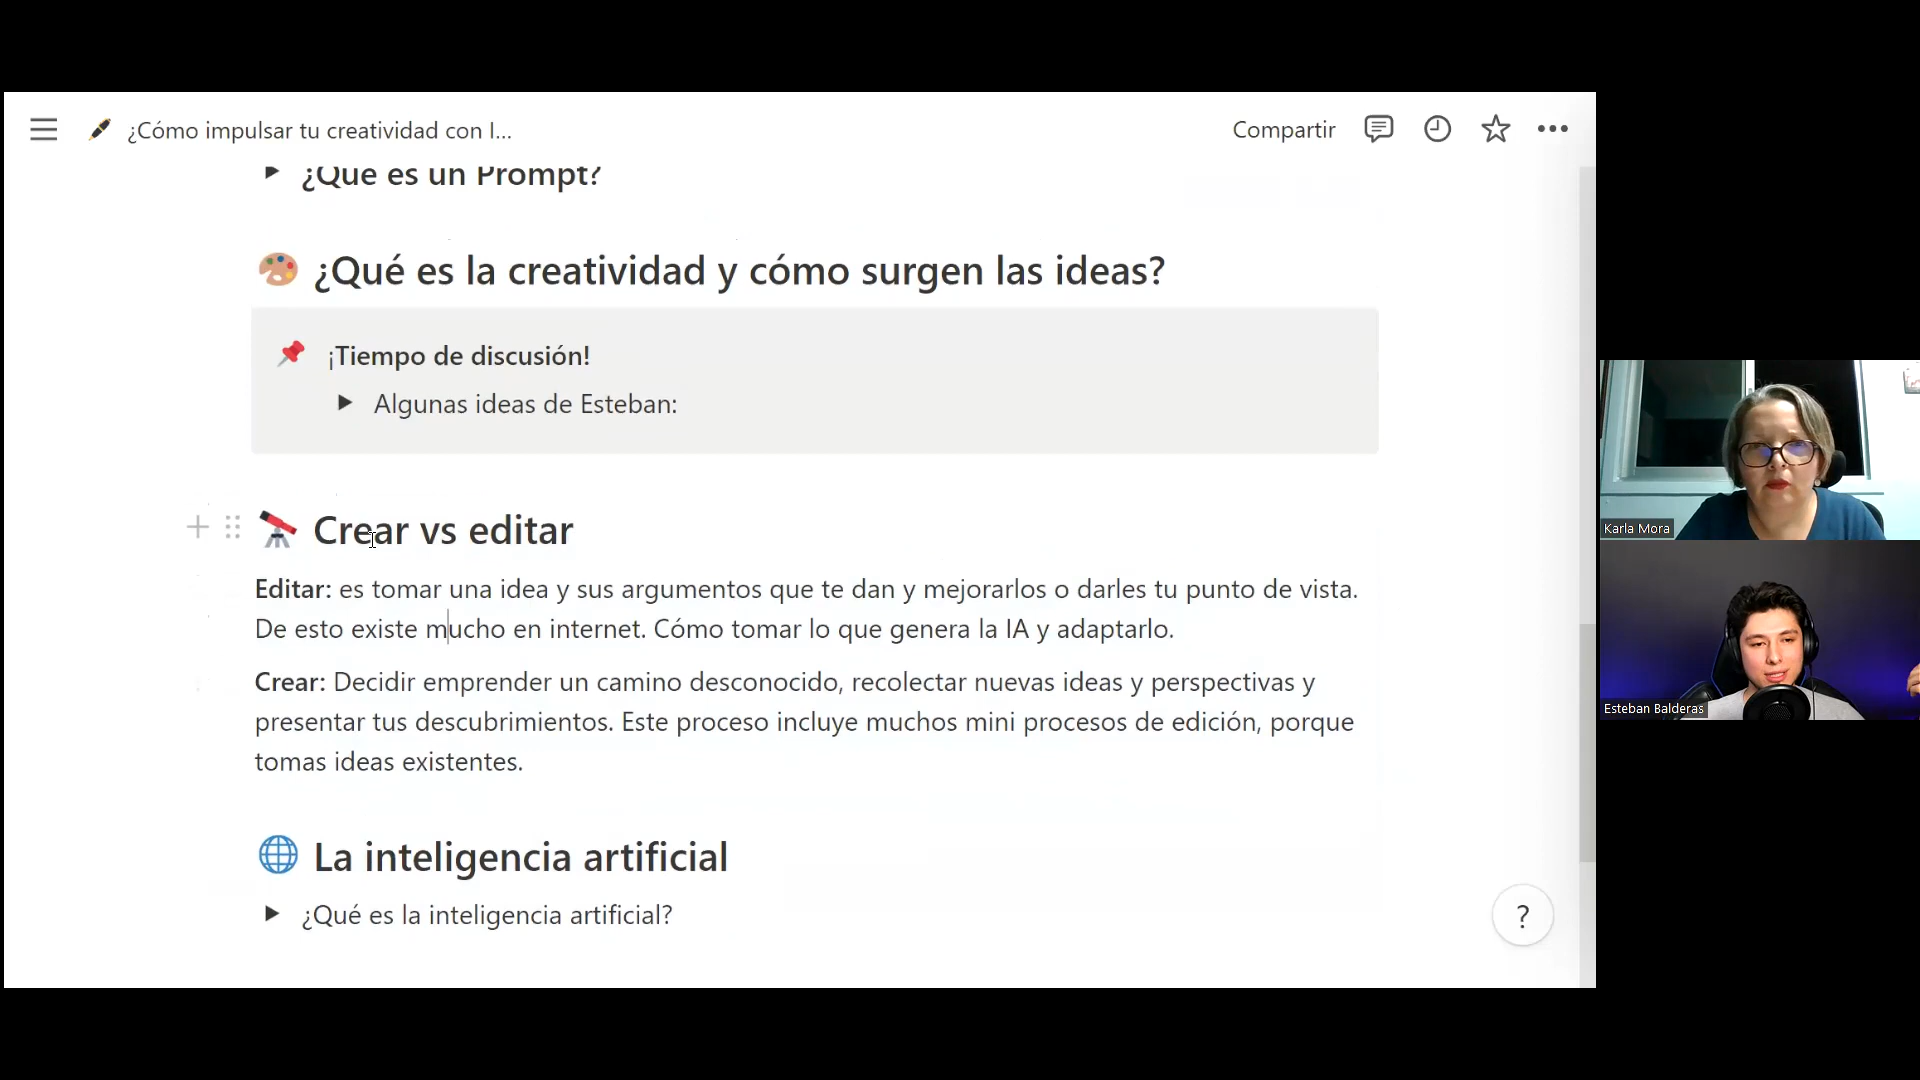 ¿Cómo impulsar tu creatividad con I...
Compartir
¿Que es un Prompt?
¿Qué es la creatividad y cómo surgen las ideas?
¡Tiempo de discusión!
Algunas ideas de Esteban:
Crear vs editar
Editar: es tomar una idea y sus argumentos que te dan y mejorarlos o darles tu punto de vista.
De esto existe mucho en internet. Cómo tomar lo que genera la IA y adaptarlo.
Crear: Decidir emprender un camino desconocido, recolectar nuevas ideas y perspectivas y
presentar tus descubrimientos. Este proceso incluye muchos mini procesos de edición, porque
tomas ideas existentes.
La inteligencia artificial
¿Qué es la inteligencia artificial?
?
Karla Mora
Esteban Balderas